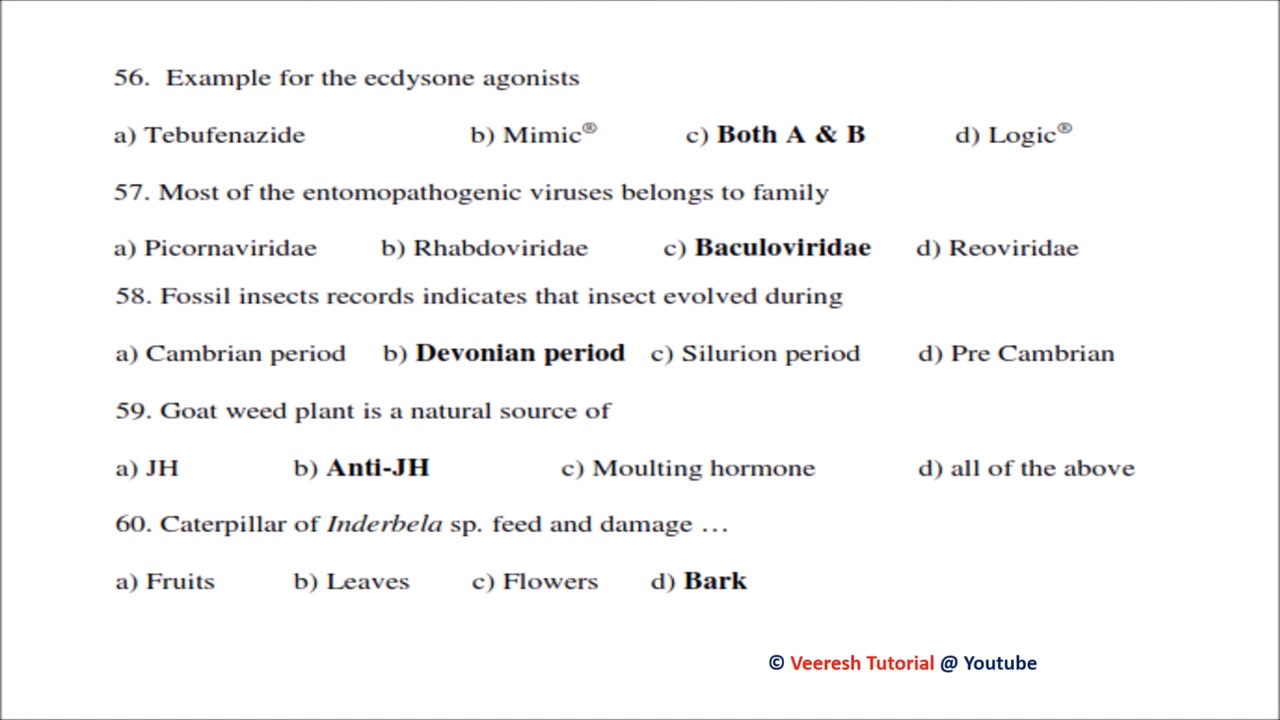 56. Example for the ecdysone agonists
a) Tebufenazide b) Mimic® c) Both A & B d) Logic®
57. Most of the entomopathogenic viruses belongs to family
a) Picornaviridae b) Rhabdoviridae c) Baculoviridae d) Reoviridae
58. Fossil insects records indicates that insect evolved during
a) Cambrian period b) Devonian period c) Silurion period d) Pre Cambrian
59. Goat weed plant is a natural source of
a) JH b) Anti-JH c) Moulting hormone d) all of the above
60. Caterpillar of Inderbela sp. feed and damage …
a) Fruits b) Leaves c) Flowers d) Bark
© Veeresh Tutorial @ Youtube